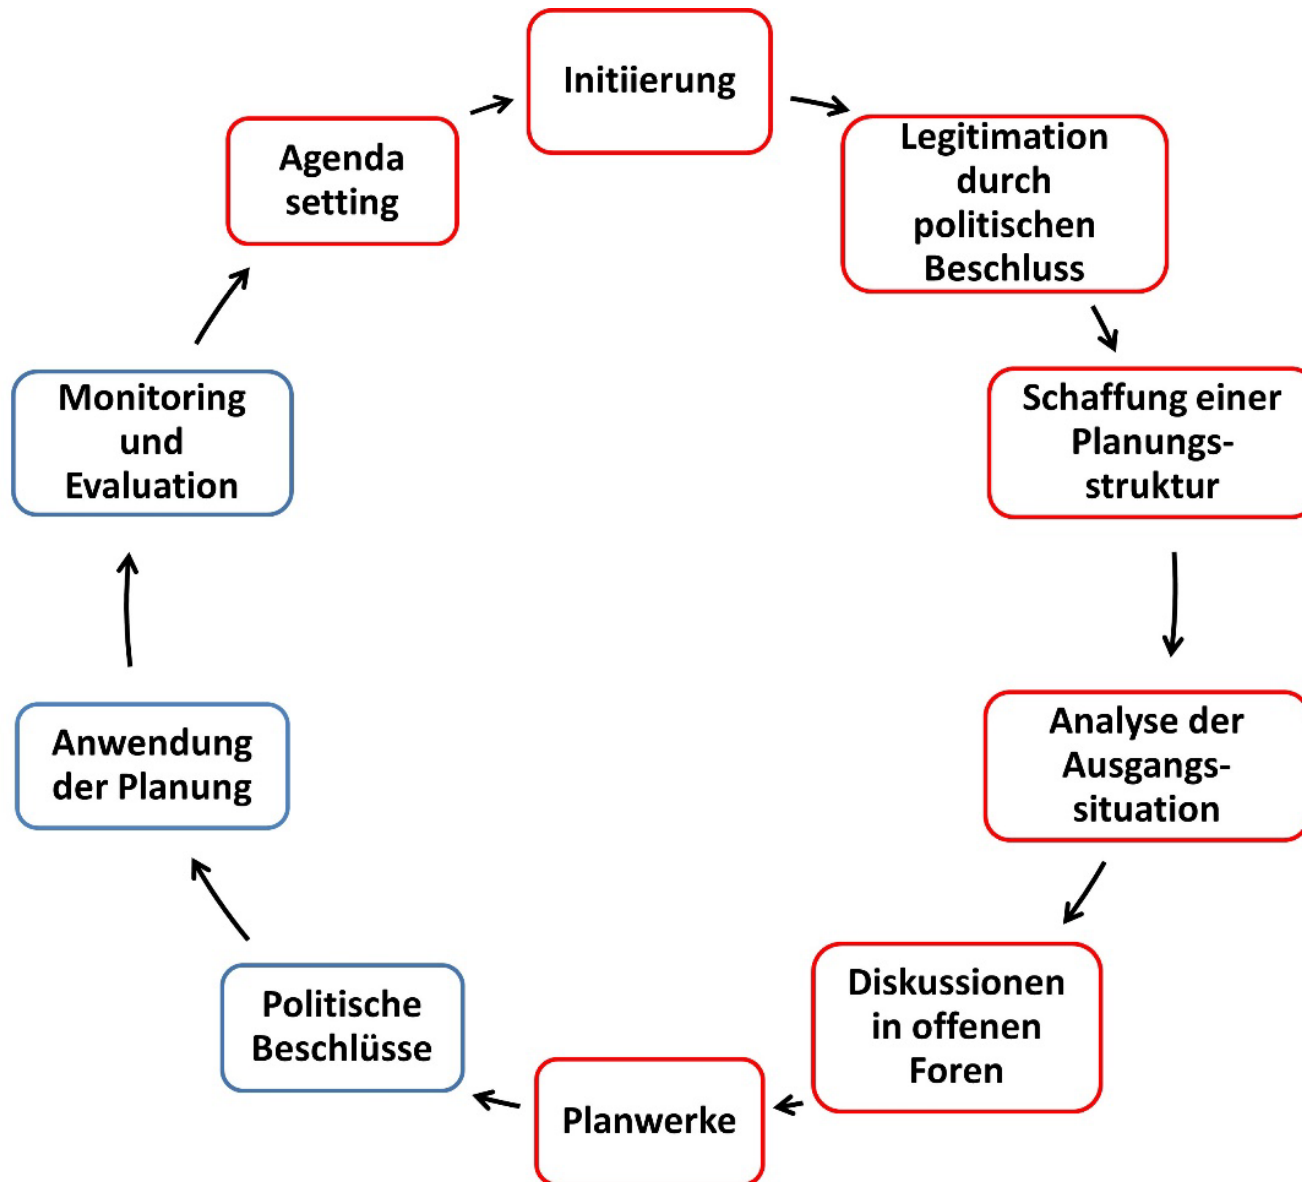 Initiierung
Legitimation
durch
politischen
Beschluss
Schaffung einer
Planungs-
struktur
Analyse der
Ausgangs-
situation
Diskussionen
in offenen
Foren
Planwerke
Politische
Beschlüsse
Anwendung
der Planung
Monitoring
und
Evaluation
Agenda
setting